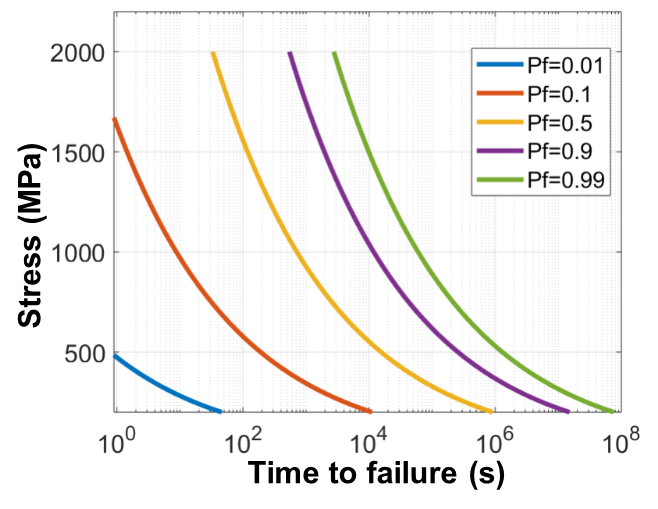 Stress (MPa)
2000
1500
1000
500
Pf=0.01
Pf=0.1
Pf=0.5
Pf=0.9
Pf=0.99
10^0 10^2 10^4 10^6 10^8
Time to failure (s)